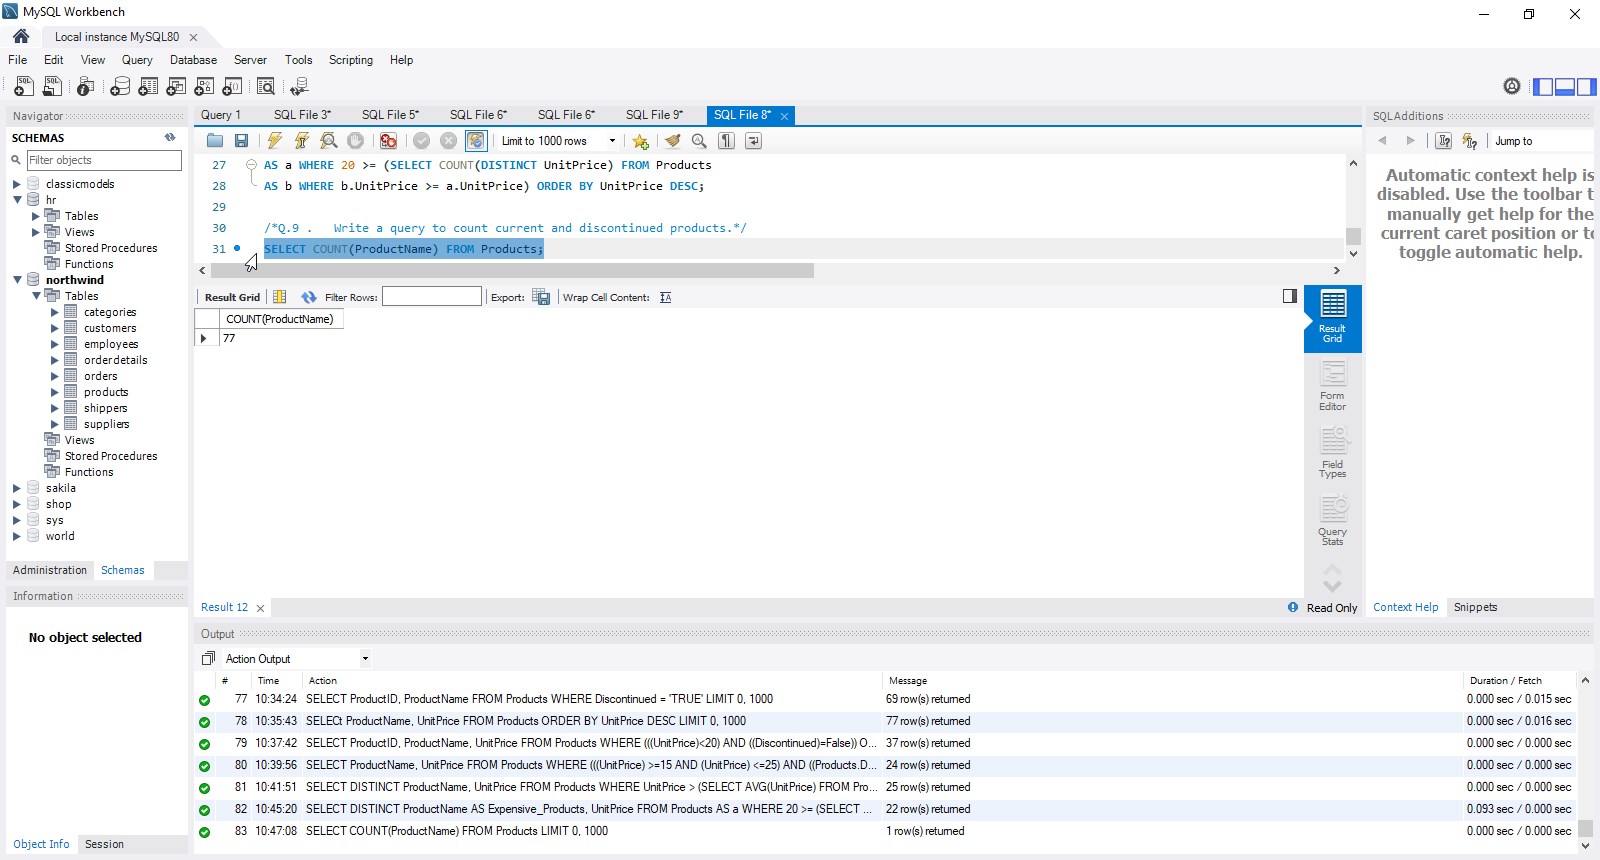 MySQL Workbench
Local instance MySQL80
File Edit View Query Database Server Tools Scripting Help
Navigator
SCHEMAS
Filter objects
classicmodels
hr
Tables
Views
Stored Procedures
Functions
northwind
Tables
categories
customers
employees
orderdetails
orders
products
shippers
suppliers
Views
Stored Procedures
Functions
sakila
shop
sys
world
Administration Schemas
Information
No object selected
Object Info Session
Query 1 SQL File 3* SQL File 5* SQL File 6* SQL File 6* SQL File 9* SQL File 8*
Limit to 1000 rows
27 AS a WHERE 20 >= (SELECT COUNT(DISTINCT UnitPrice) FROM Products
28 AS b WHERE b.UnitPrice >= a.UnitPrice) ORDER BY UnitPrice DESC;
29
30 /*Q.9 . Write a query to count current and discontinued products.*/
31 SELECT COUNT(ProductName) FROM Products;
Result Grid Filter Rows: Export: Wrap Cell Content:
COUNT(ProductName)
77
Result Grid
Form Editor
Field Types
Query Stats
Result 12
Read Only
Output
Action Output
# Time Action Message Duration / Fetch
77 10:34:24 SELECT ProductID, ProductName FROM Products WHERE Discontinued = 'TRUE' LIMIT 0, 1000 69 row(s) returned 0.000 sec / 0.015 sec
78 10:35:43 SELECt ProductName, UnitPrice FROM Products ORDER BY UnitPrice DESC LIMIT 0, 1000 77 row(s) returned 0.000 sec / 0.016 sec
79 10:37:42 SELECT ProductID, ProductName, UnitPrice FROM Products WHERE (((UnitPrice)<20) AND ((Discontinued)=False)) O... 37 row(s) returned 0.000 sec / 0.000 sec
80 10:39:56 SELECT ProductName, UnitPrice FROM Products WHERE (((UnitPrice) >=15 AND (UnitPrice) <=25) AND ((Products.D... 24 row(s) returned 0.000 sec / 0.000 sec
81 10:41:51 SELECT DISTINCT ProductName, UnitPrice FROM Products WHERE UnitPrice > (SELECT AVG(UnitPrice) FROM Pro... 25 row(s) returned 0.000 sec / 0.000 sec
82 10:45:20 SELECT DISTINCT ProductName AS Expensive_Products, UnitPrice FROM Products AS a WHERE 20 >= (SELECT ... 22 row(s) returned 0.093 sec / 0.000 sec
83 10:47:08 SELECT COUNT(ProductName) FROM Products LIMIT 0, 1000 1 row(s) returned 0.000 sec / 0.000 sec
SQLAdditions
Jump to
Automatic context help is
disabled. Use the toolbar t
manually get help for the
current caret position or to
toggle automatic help.
Context Help Snippets